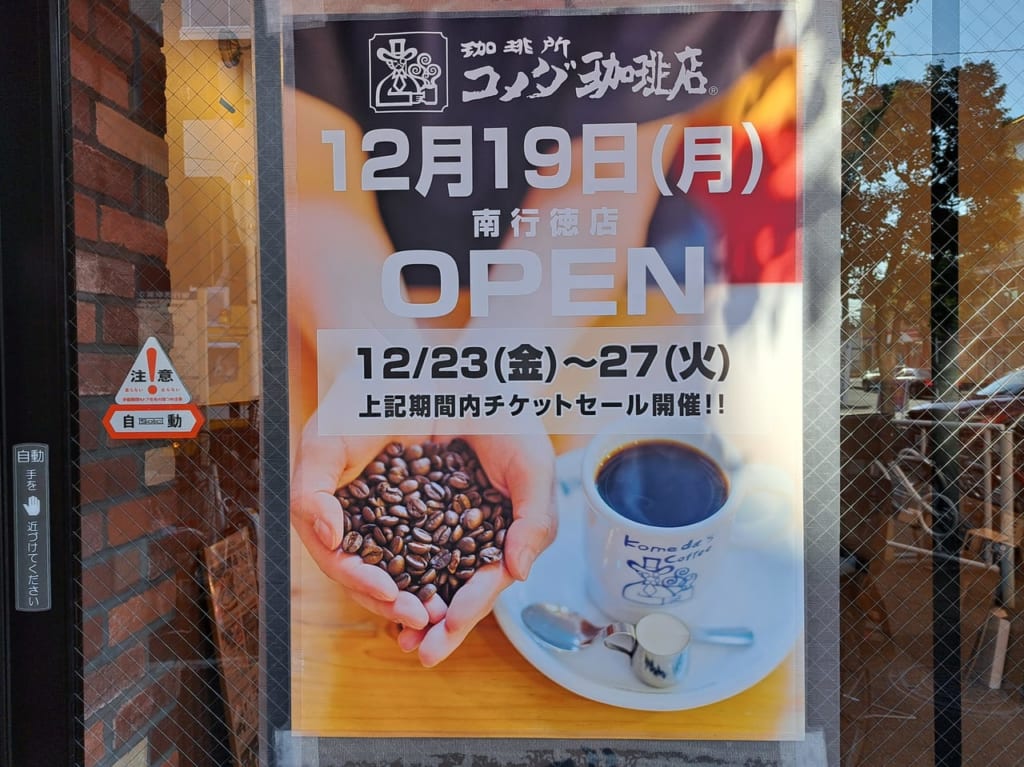 珈琲所
コメダ珈琲店®
12月19日(月)
南行徳店
OPEN
12/23(金)～27(火)
上記期間内チケットセール開催!!
Komeda's
Coffee
注意
自動
自動
手を
近づけてください